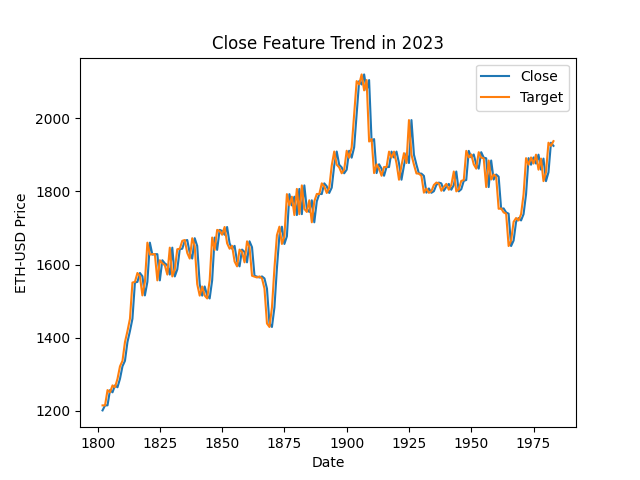 Close Feature Trend in 2023
Close
Target
ETH-USD Price
2000
1800
1600
1400
1200
1800 1825 1850 1875 1900 1925 1950 1975
Date